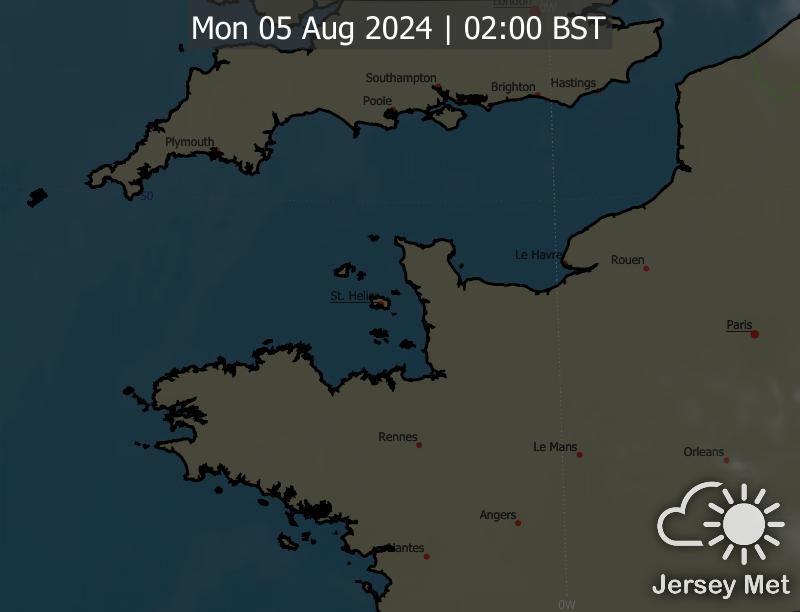 London
0W
Mon 05 Aug 2024 | 02:00 BST
Southampton
Brighton
Hastings
Poole
Plymouth
50
Le Havre
Rouen
St. Helier
Paris
Rennes
Le Mans
Orleans
Angers
Nantes
Jersey Met
0W